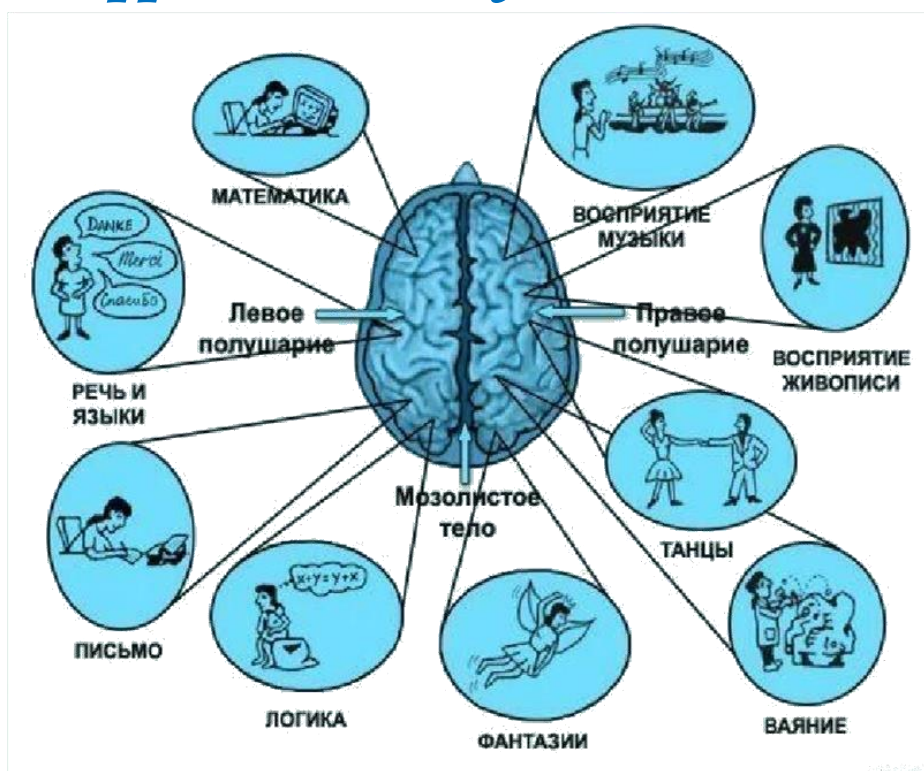 МАТЕМАТИКА
ВОСПРИЯТИЕ
МУЗЫКИ
DANKE
Merci
Спасибо
Левое
полушарие
Правое
полушарие
ВОСПРИЯТИЕ
ЖИВОПИСИ
РЕЧЬ И
ЯЗЫКИ
Мозолистое
тело
ТАНЦЫ
x+y=y+x
ПИСЬМО
ЛОГИКА
ФАНТАЗИИ
ВАЯНИЕ